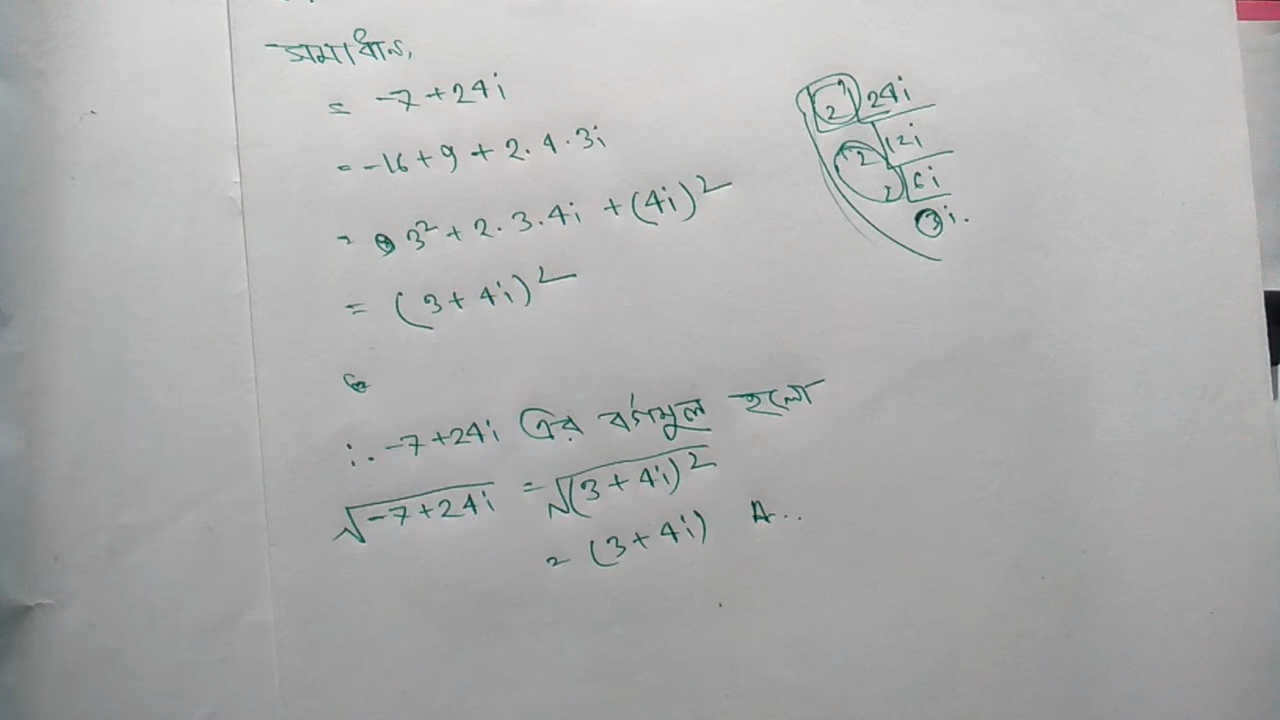 সমাধান,
= -7+24i
= -16+9+2.4.3i
= 3²+2.3.4i+(4i)²
= (3+4i)²
∴ -7+24i এর বর্গমূল হলো
√-7+24i = √(3+4i)²
= (3+4i) A..
2 24i
2 12i
2 6i
3i.